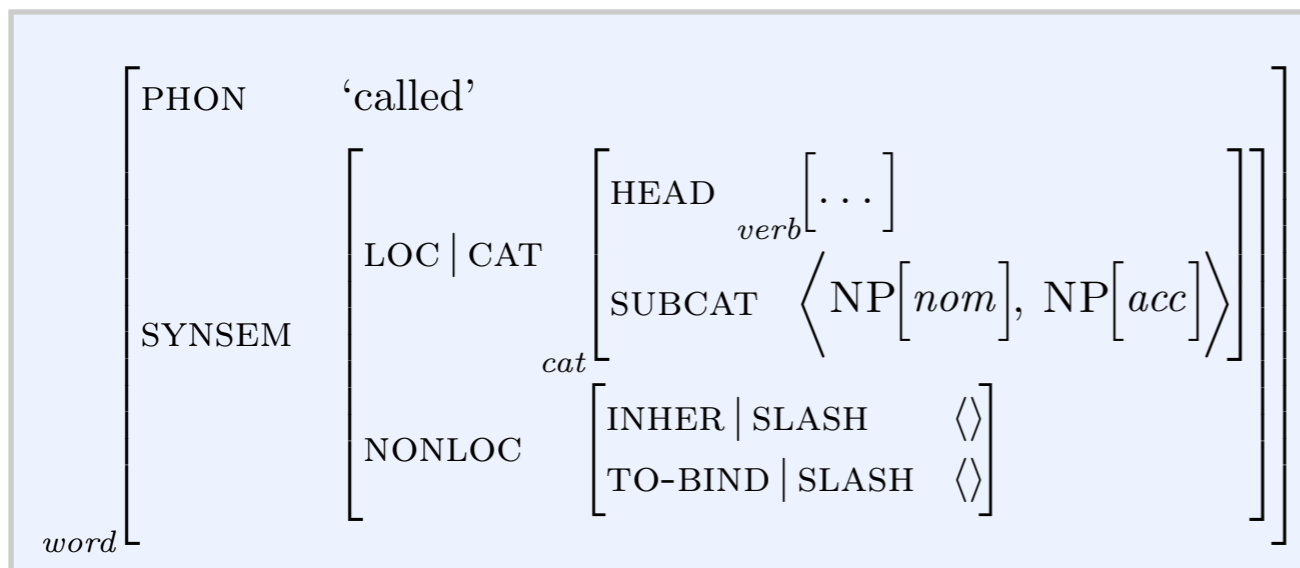 PHON ‘called’
HEAD verb[. . .]
LOC | CAT
SUBCAT ⟨NP[nom], NP[acc]⟩
SYNSEM
cat
INHER | SLASH ⟨⟩
NONLOC
TO-BIND | SLASH ⟨⟩
word